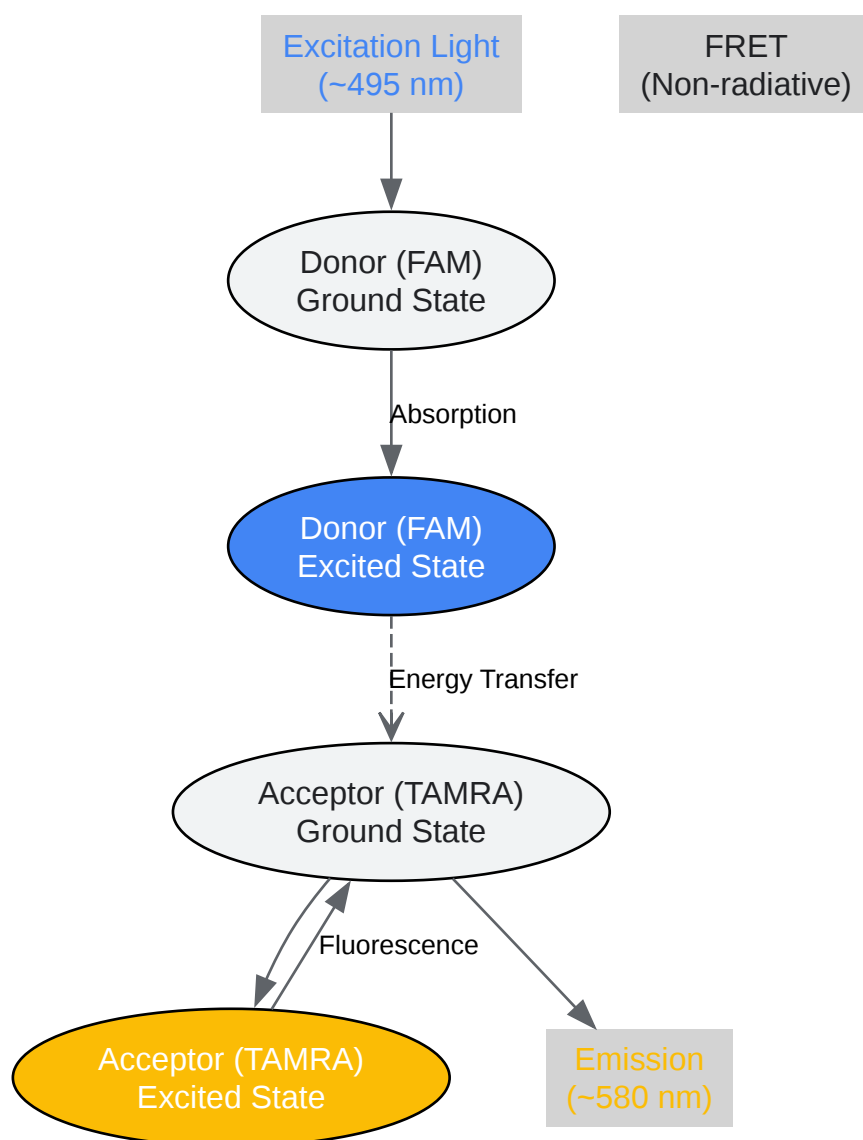 Excitation Light
(~495 nm)
FRET
(Non-radiative)
Donor (FAM)
Ground State
Absorption
Donor (FAM)
Excited State
Energy Transfer
Acceptor (TAMRA)
Ground State
Fluorescence
Acceptor (TAMRA)
Excited State
Emission
(~580 nm)